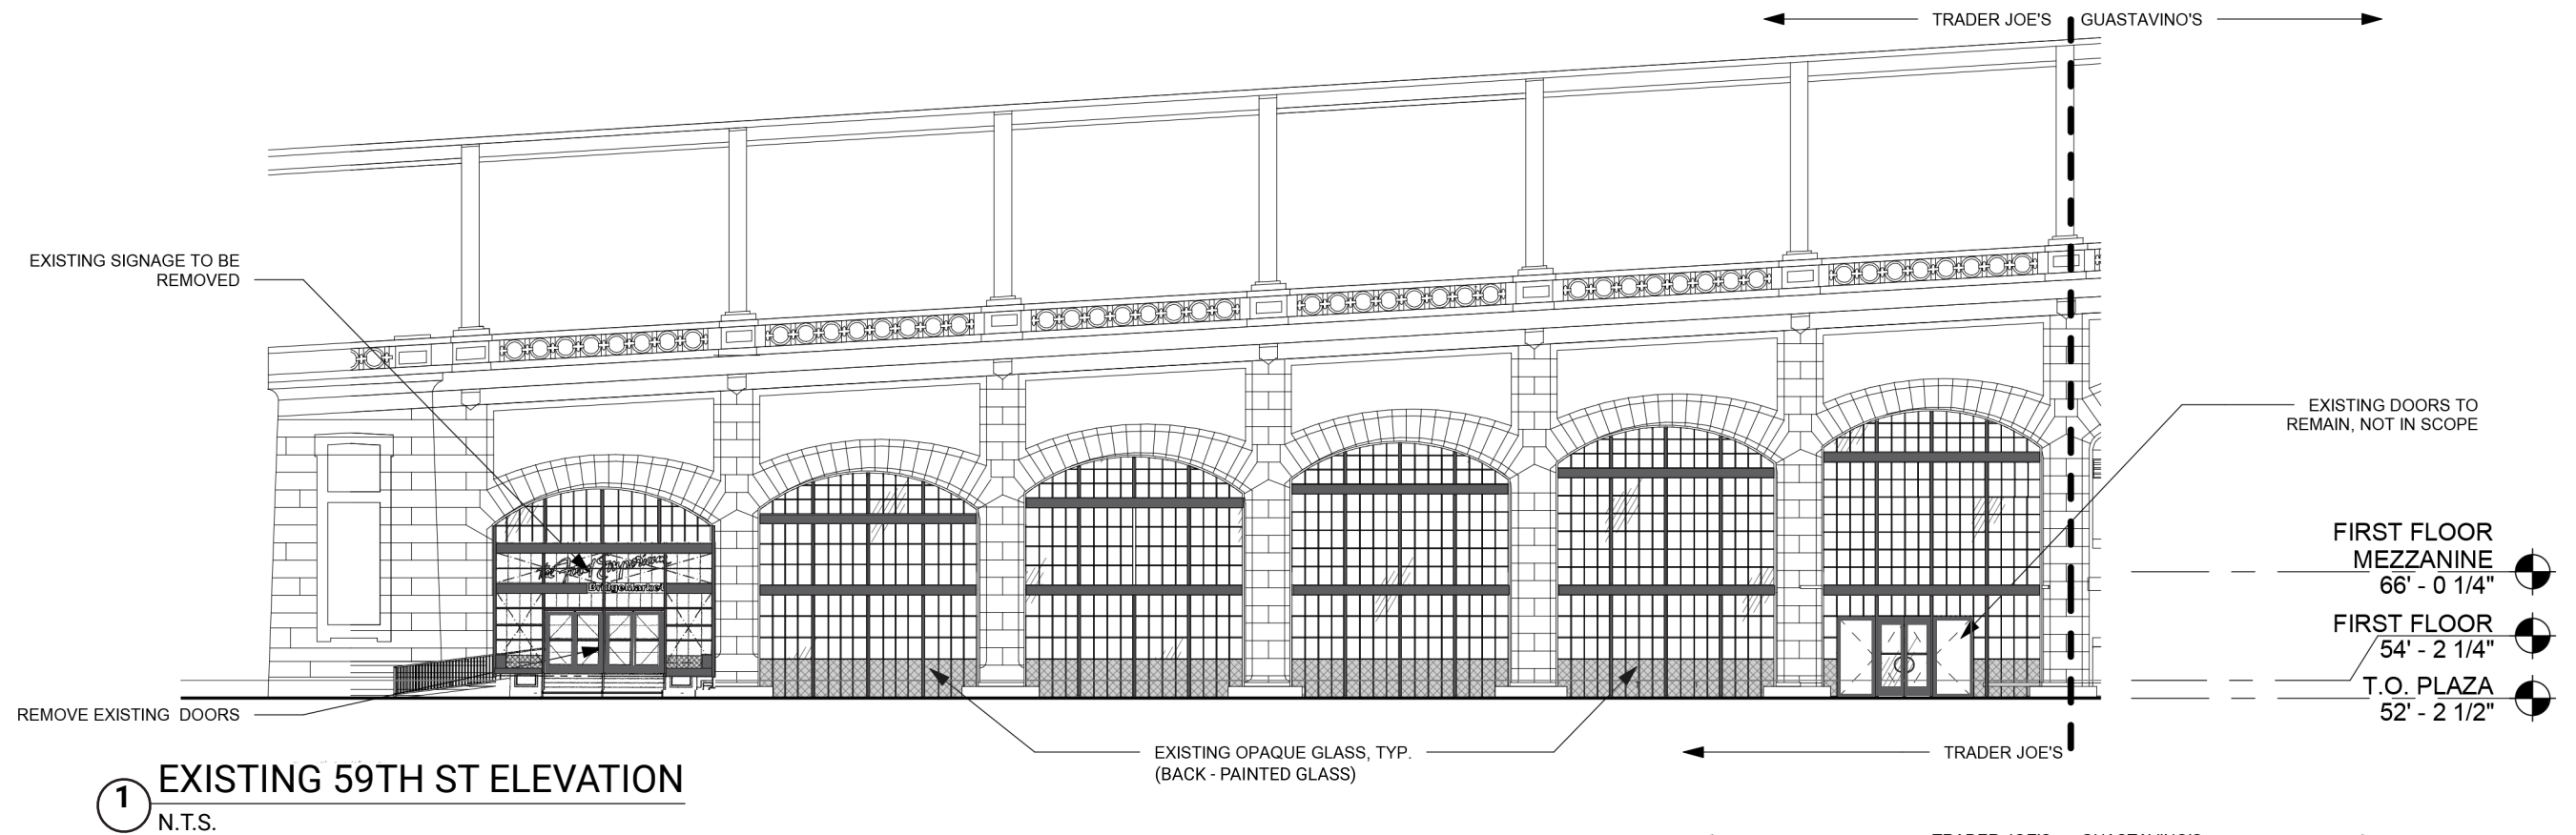 TRADER JOE'S
GUASTAVINO'S
EXISTING SIGNAGE TO BE
REMOVED
EXISTING DOORS TO
REMAIN, NOT IN SCOPE
BridgeMarket
FIRST FLOOR
MEZZANINE
66' - 0 1/4"
FIRST FLOOR
54' - 2 1/4"
T.O. PLAZA
52' - 2 1/2"
REMOVE EXISTING DOORS
EXISTING OPAQUE GLASS, TYP.
(BACK - PAINTED GLASS)
TRADER JOE'S
1
EXISTING 59TH ST ELEVATION
N.T.S.